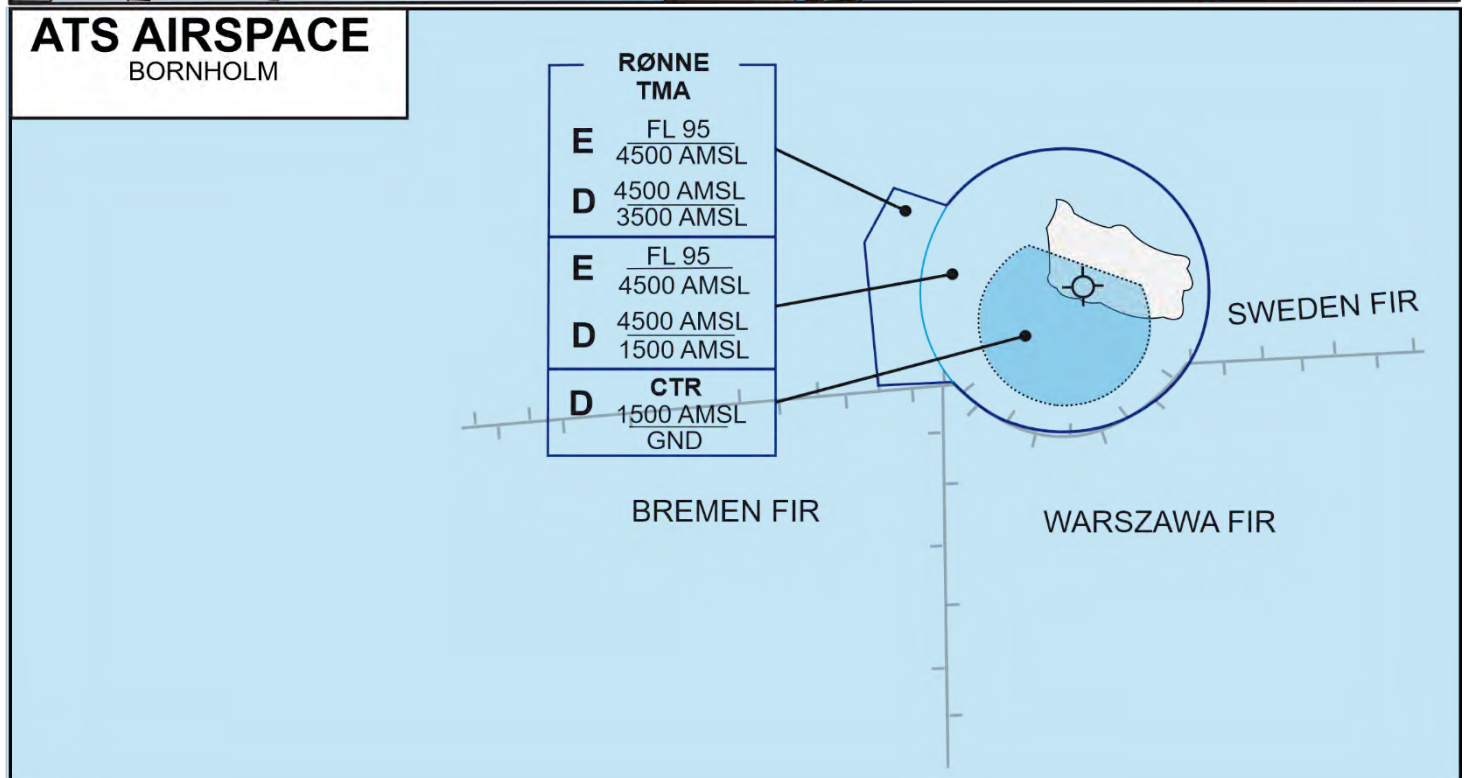 ATS AIRSPACE
BORNHOLM
RØNNE
TMA
E FL 95
4500 AMSL
D 4500 AMSL
3500 AMSL
E FL 95
4500 AMSL
D 4500 AMSL
1500 AMSL
CTR
D 1500 AMSL
GND
SWEDEN FIR
BREMEN FIR
WARSZAWA FIR